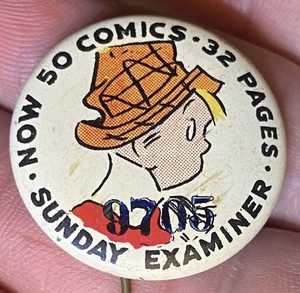 NOW 50 COMICS · 32 PAGES ·
SUNDAY EXAMINER ·
9705